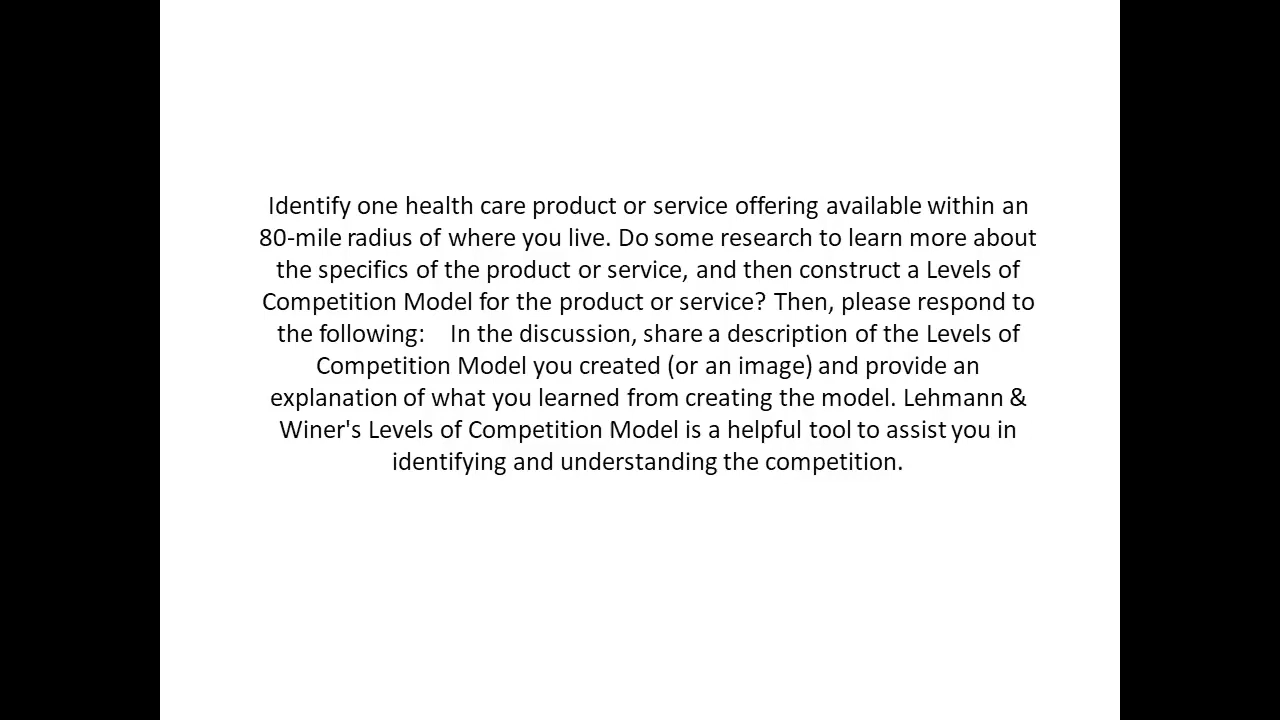 Identify one health care product or service offering available within an
80-mile radius of where you live. Do some research to learn more about
the specifics of the product or service, and then construct a Levels of
Competition Model for the product or service? Then, please respond to
the following:    In the discussion, share a description of the Levels of
Competition Model you created (or an image) and provide an
explanation of what you learned from creating the model. Lehmann &
Winer's Levels of Competition Model is a helpful tool to assist you in
identifying and understanding the competition.